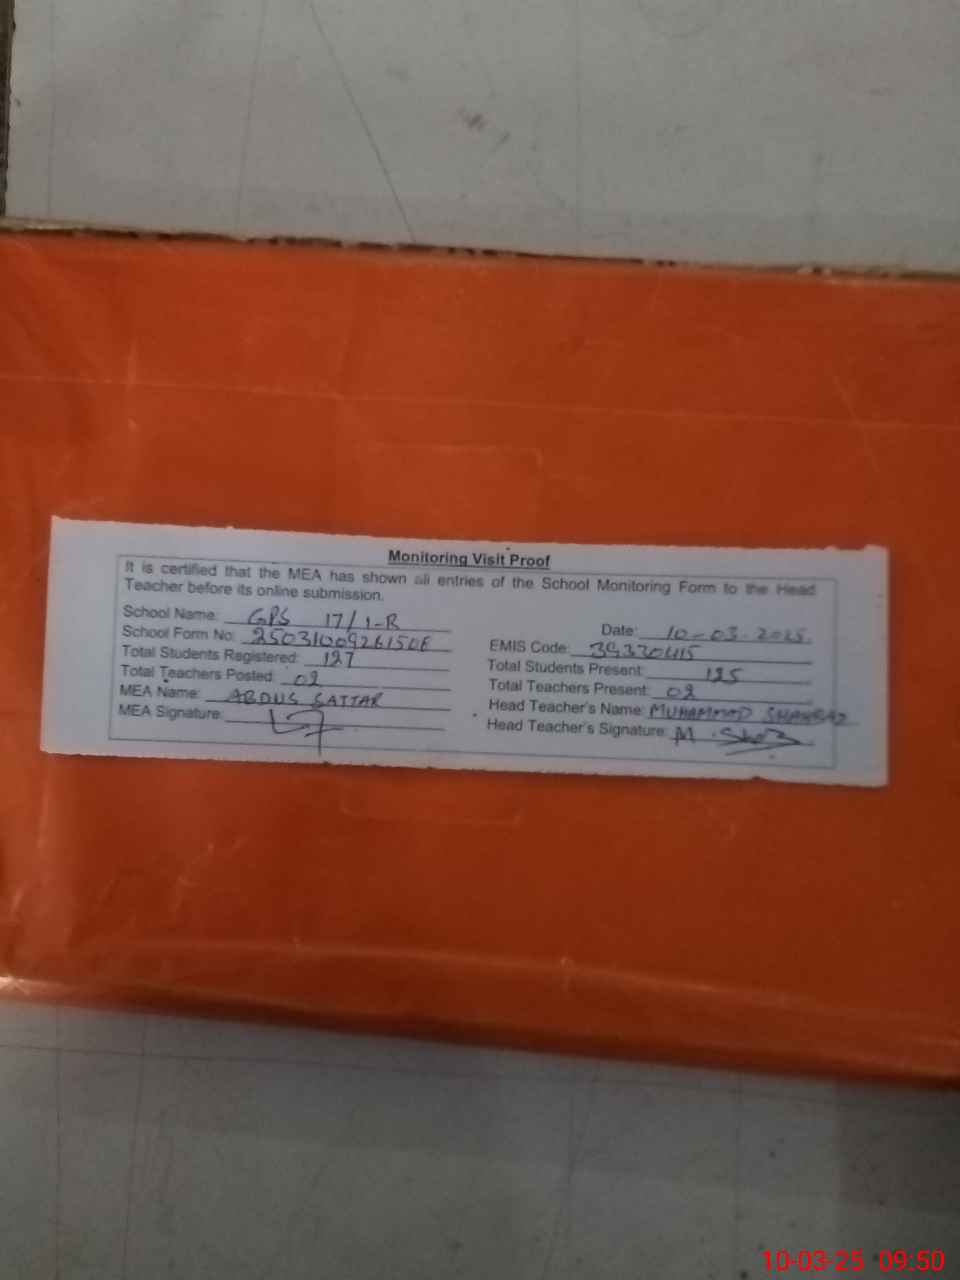 Monitoring Visit Proof
It is certified that the MEA has shown all entries of the School Monitoring Form to the Head
Teacher before its online submission.
School Name: GPS 17/1-R
Date: 10-03-2025
School Form No: 2503100926150E
EMIS Code: 39330415
Total Students Registered: 127
Total Students Present: 125
Total Teachers Posted: 02
Total Teachers Present: 02
MEA Name: ABDUS SATTAR
Head Teacher's Name: MUHAMMAD SHAHBAZ
MEA Signature:
Head Teacher's Signature: M.
10-03-25 09:50